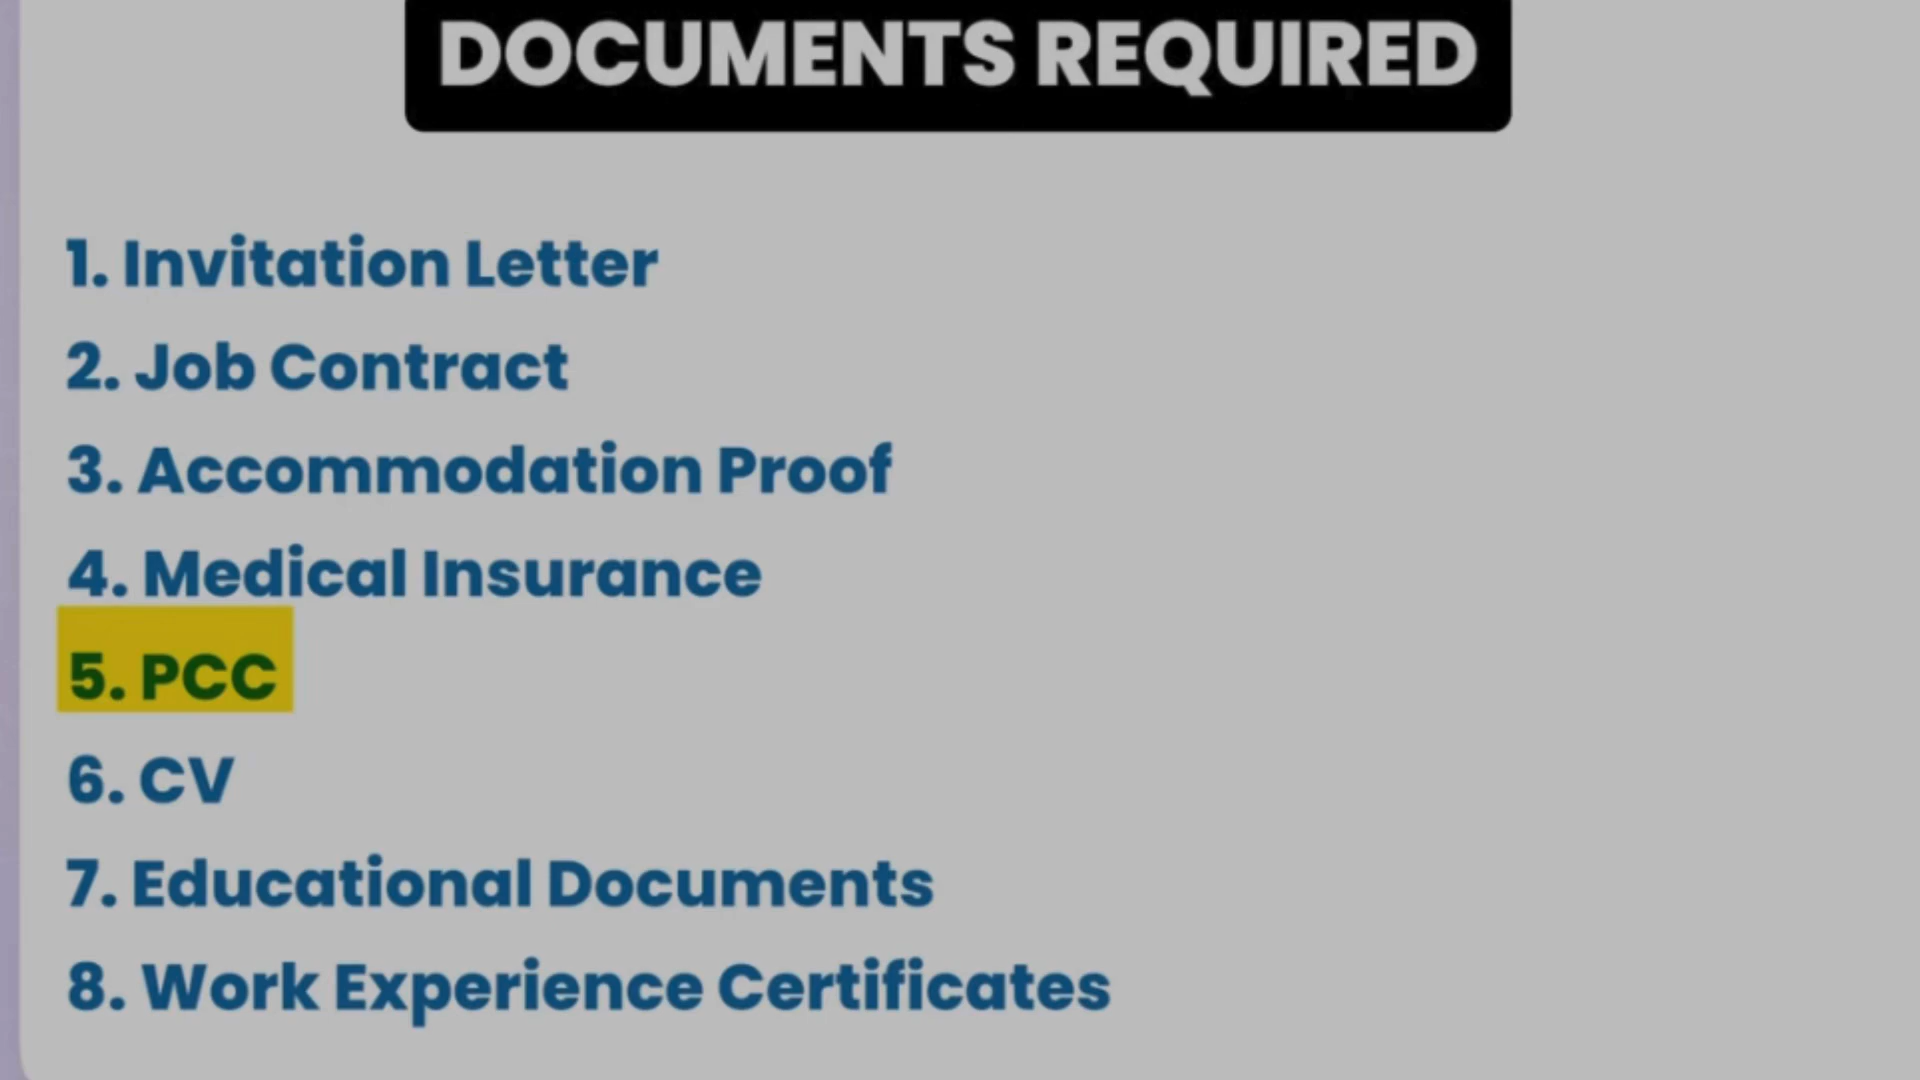 DOCUMENTS REQUIRED
1. Invitation Letter
2. Job Contract
3. Accommodation Proof
4. Medical Insurance
5. PCC
6. CV
7. Educational Documents
8. Work Experience Certificates